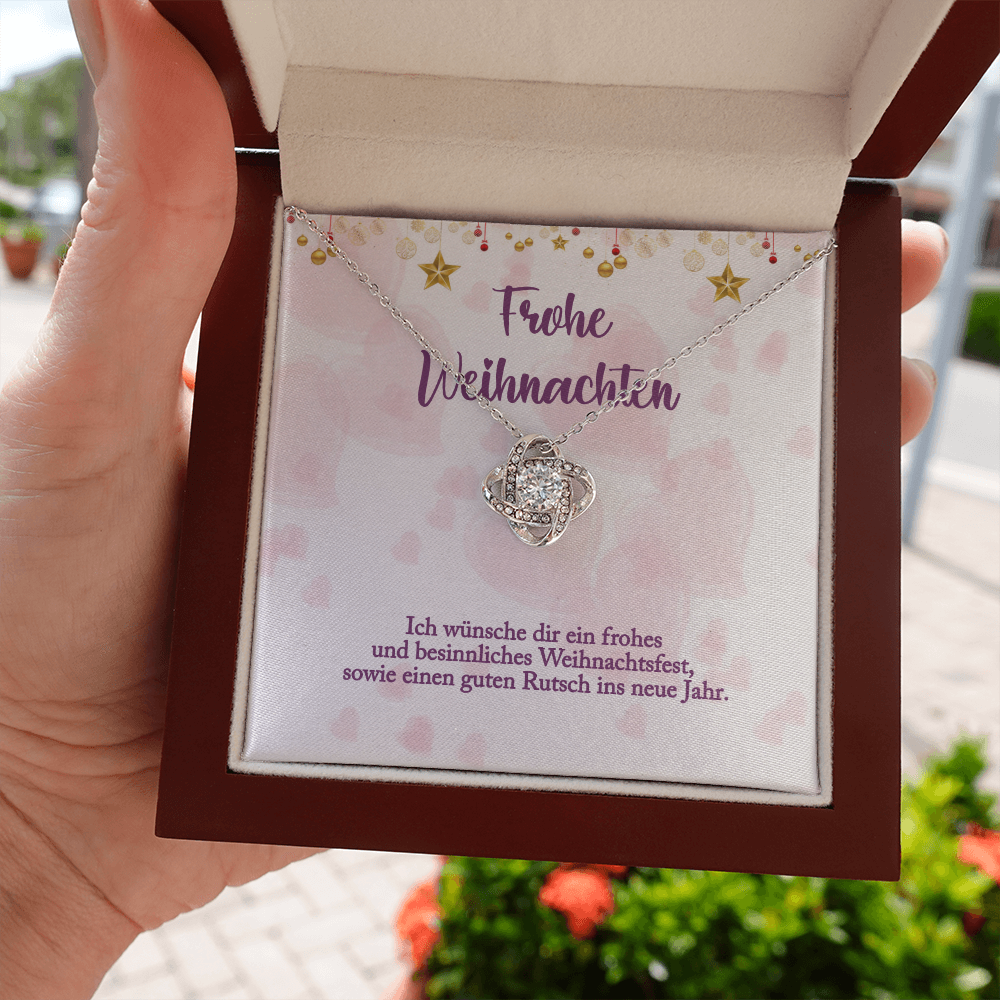 Frohe
Weihnachten
Ich wünsche dir ein frohes
und besinnliches Weihnachtsfest,
sowie einen guten Rutsch ins neue Jahr.